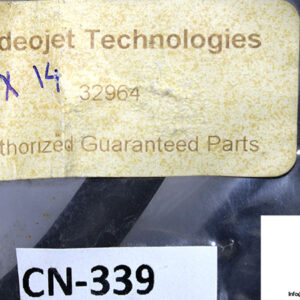 deojet Technologies
X 14
32964
thorized Guaranteed Parts
CN-339